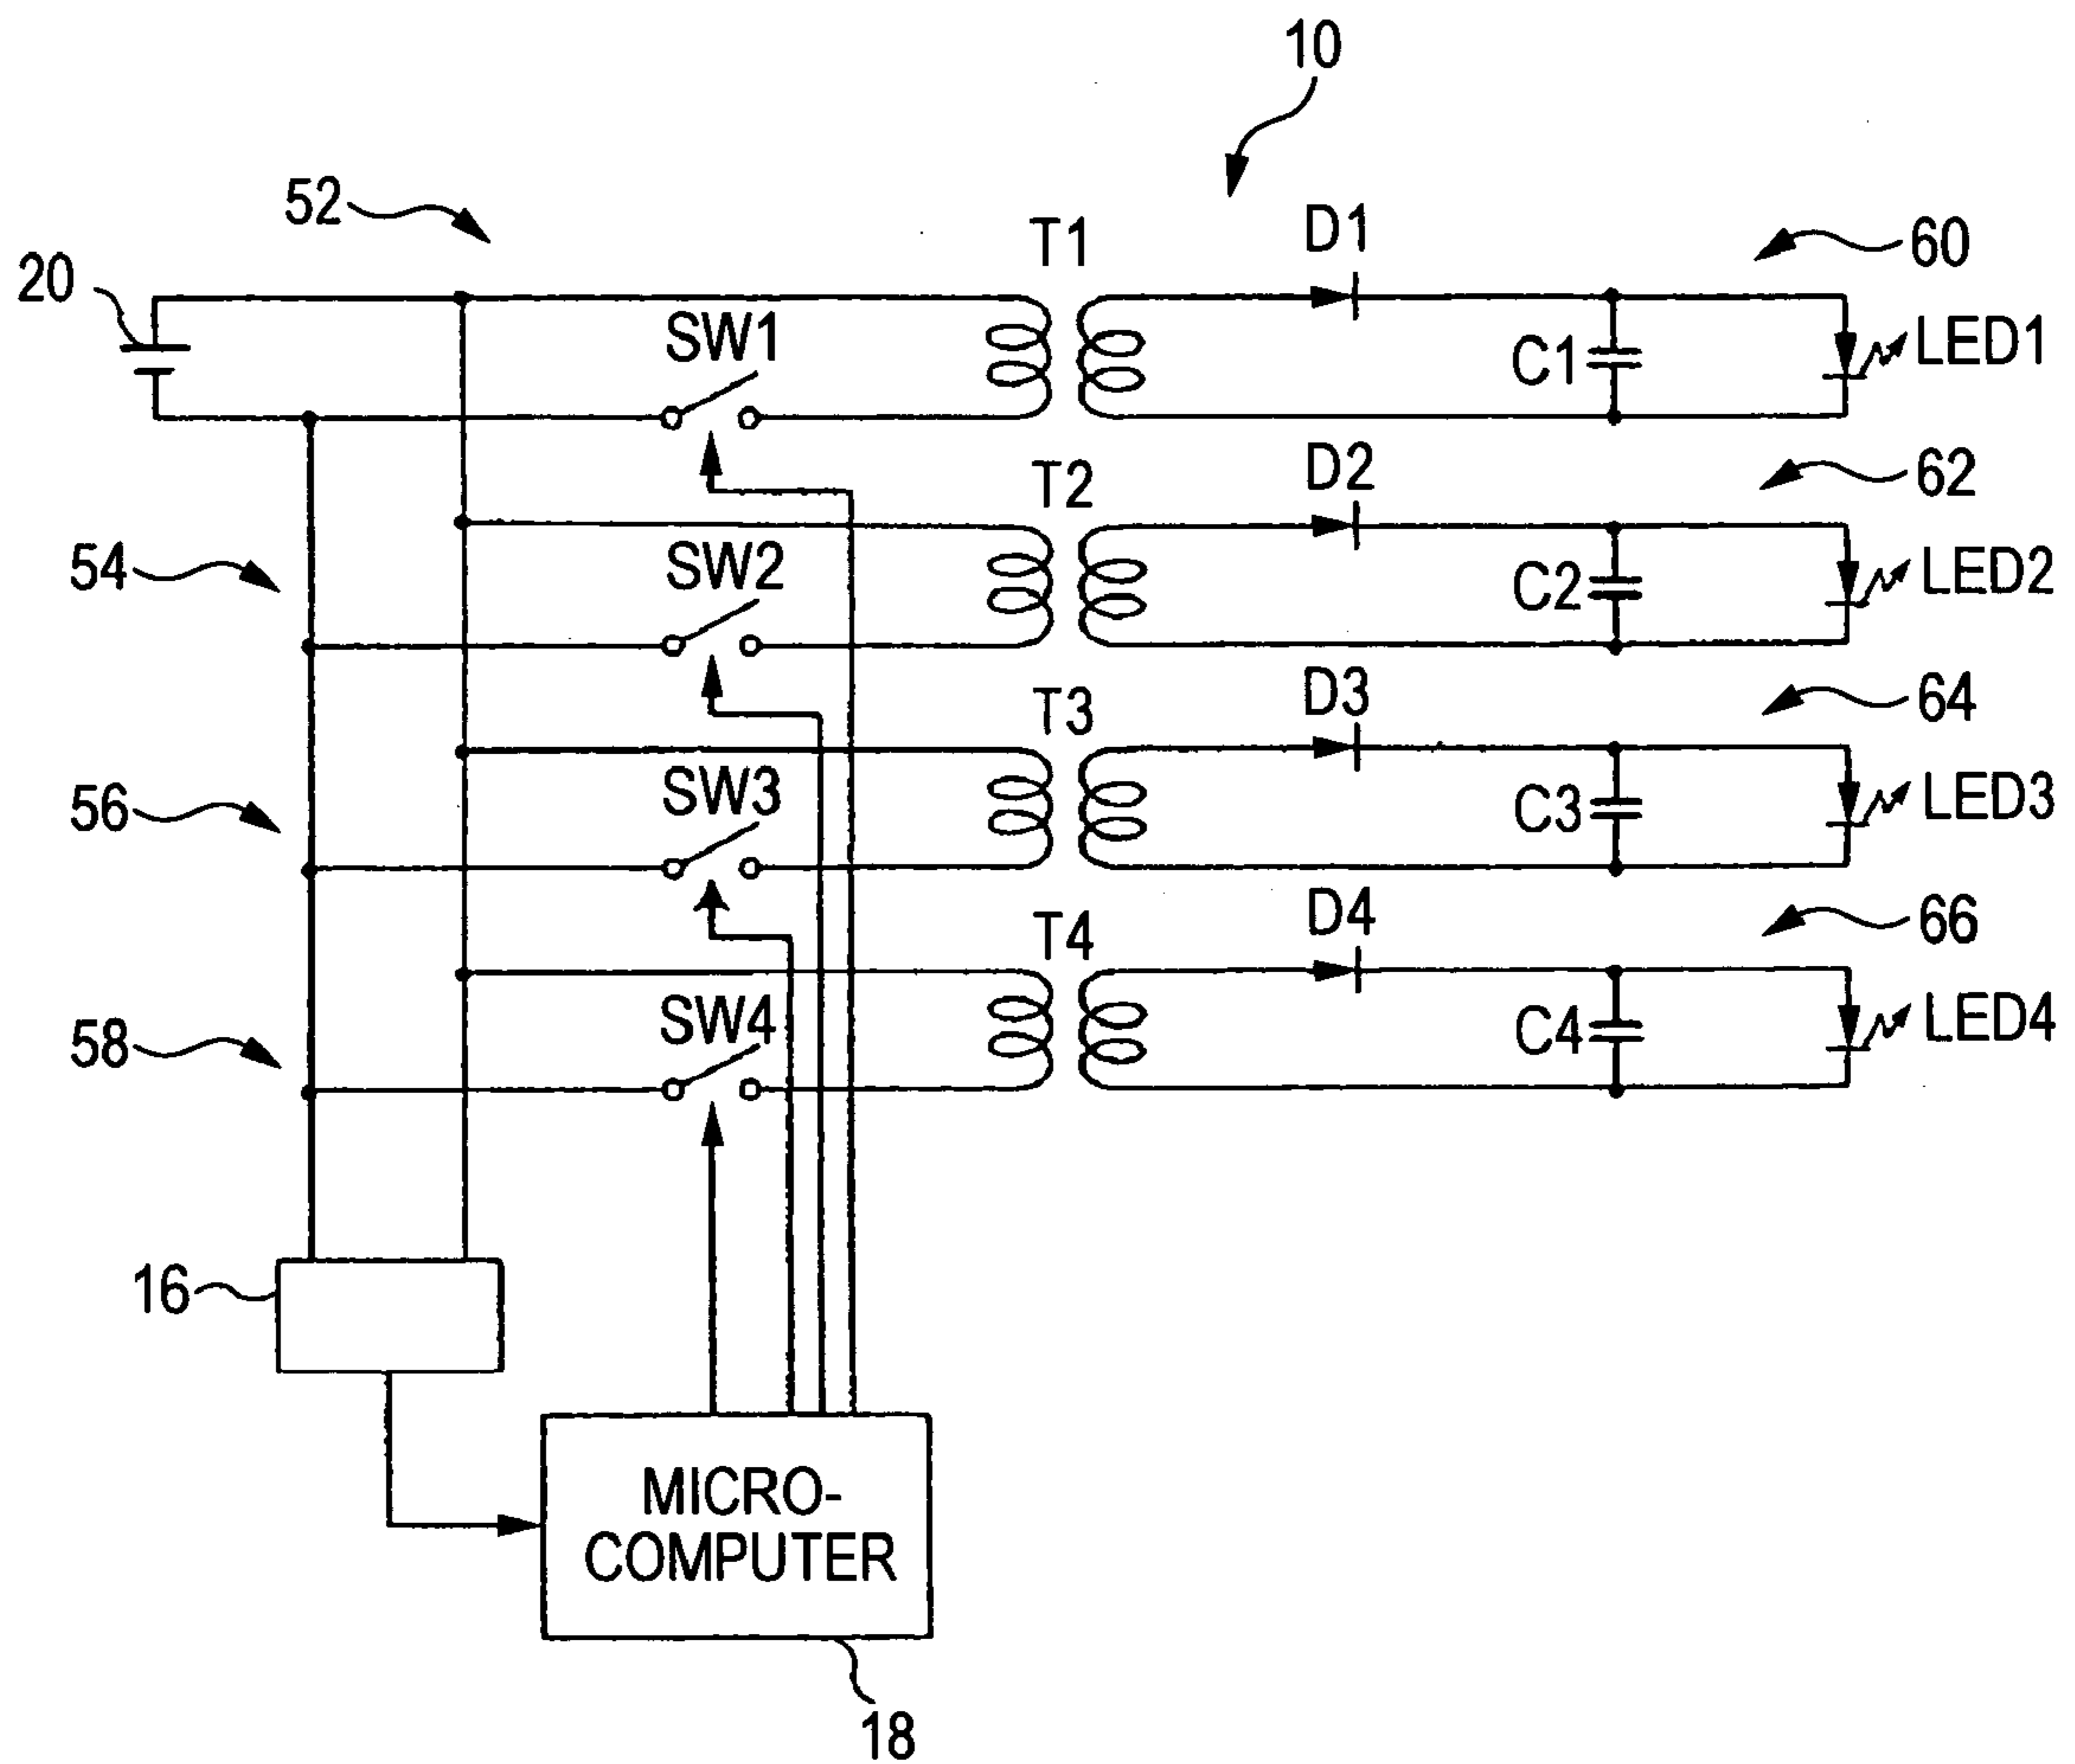 10
52
20
T1
D1
60
SW1
C1
LED1
T2
D2
62
54
SW2
C2
LED2
T3
D3
64
56
SW3
C3
LED3
T4
D4
66
58
SW4
C4
LED4
16
MICRO-
COMPUTER
18